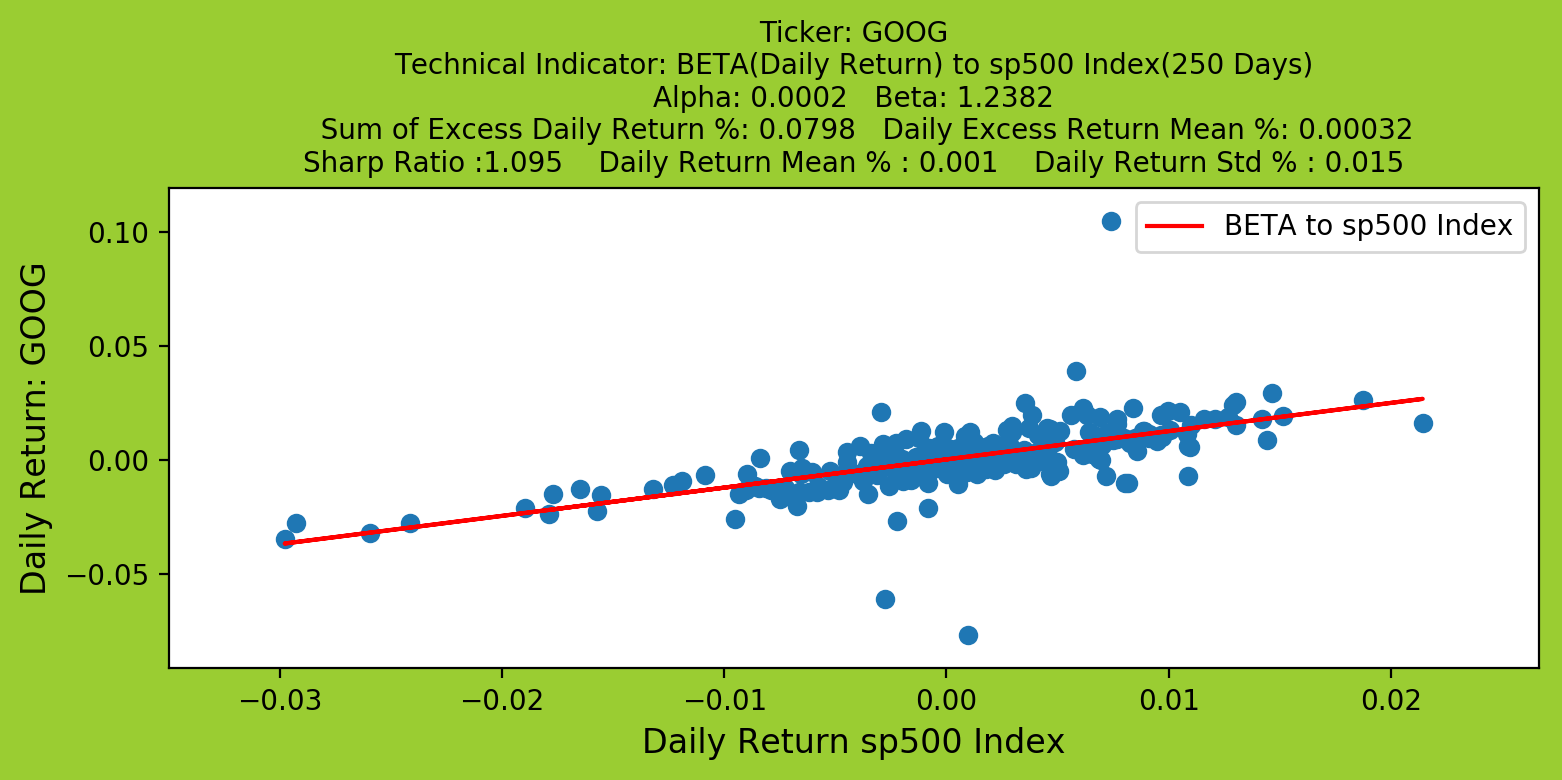 Ticker: GOOG
Technical Indicator: BETA(Daily Return) to sp500 Index(250 Days)
Alpha: 0.0002 Beta: 1.2382
Sum of Excess Daily Return %: 0.0798 Daily Excess Return Mean %: 0.00032
Sharp Ratio :1.095 Daily Return Mean % : 0.001 Daily Return Std % : 0.015
BETA to sp500 Index
Daily Return: GOOG
0.10
0.05
0.00
−0.05
−0.03 −0.02 −0.01 0.00 0.01 0.02
Daily Return sp500 Index